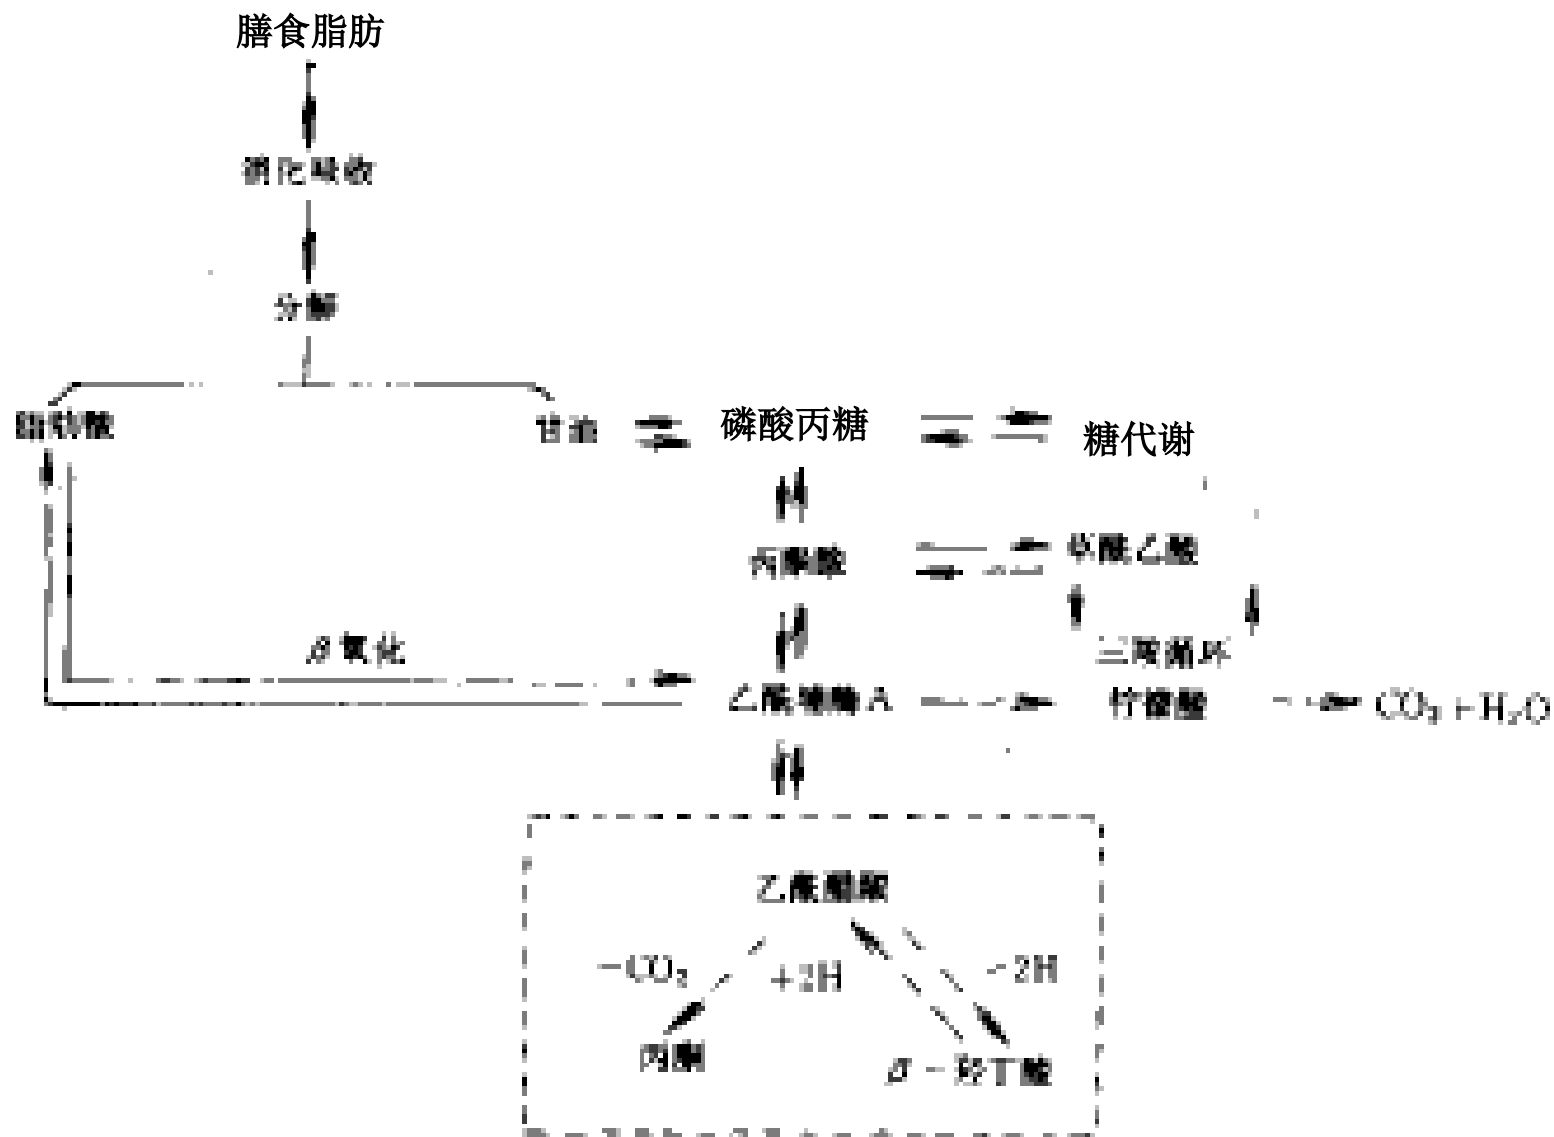 膳食脂肪
消化吸收
分解
脂肪酸
甘油
磷酸丙糖
糖代谢
丙酮酸
草酰乙酸
β氧化
三羧循环
乙酰辅酶A
柠檬酸
CO₂+H₂O
乙酰醋酸
-CO₂
+2H
-2H
丙酮
β-羟丁酸